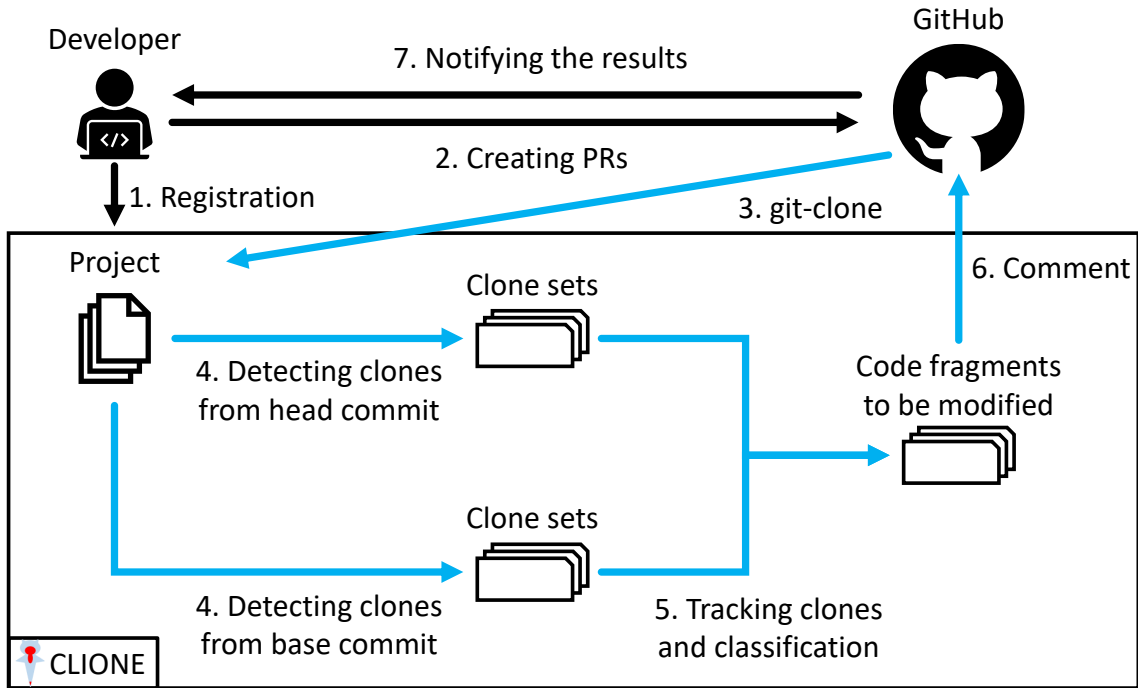 Developer
GitHub
7. Notifying the results
</>
2. Creating PRs
1. Registration
3. git-clone
Project
6. Comment
Clone sets
4. Detecting clones
from head commit
Code fragments
to be modified
Clone sets
4. Detecting clones
from base commit
5. Tracking clones
and classification
CLIONE